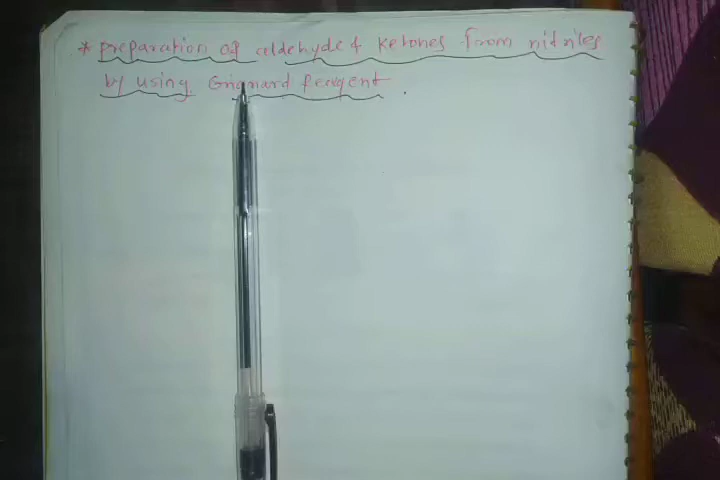 * Preparation of aldehyde & ketones from nitriles
by using Grignard Reagent .